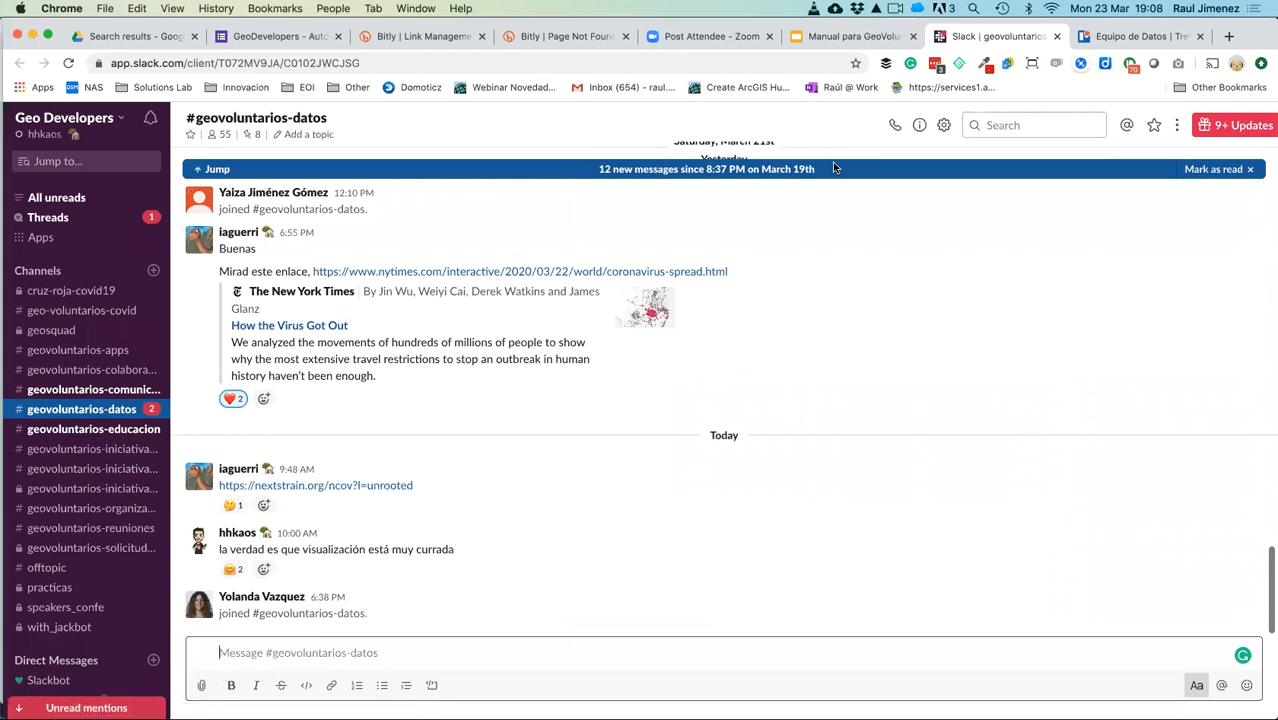 Chrome File Edit View History Bookmarks People Tab Window Help 3 Mon 23 Mar 19:08 Raul Jimenez
Search results - Goog GeoDevelopers - Auto Bitly | Link Manageme Bitly | Page Not Foun Post Attendee - Zoom Manual para GeoVolu Slack | geovoluntarios Equipo de Datos | Tre
app.slack.com/client/T072MV9JA/C0102JWCJSG
Apps NAS Solutions Lab Innovacion EOI Other Domoticz Webinar Novedad... Inbox (654) - raul.... Create ArcGIS Hu... Raúl @ Work https://services1.a... Other Bookmarks
Geo Developers
hhkaos
Jump to...
All unreads
Threads 1
Apps
Channels
# cruz-roja-covid19
# geo-voluntarios-covid
geosquad
# geovoluntarios-apps
# geovoluntarios-colabora...
# geovoluntarios-comunic...
# geovoluntarios-datos 2
# geovoluntarios-educacion
# geovoluntarios-iniciativa...
# geovoluntarios-iniciativa...
geovoluntarios-iniciativa...
# geovoluntarios-organiza...
# geovoluntarios-reuniones
geovoluntarios-solicitud...
# offtopic
practicas
speakers_confe
with_jackbot
Direct Messages
Slackbot
Unread mentions
#geovoluntarios-datos
55 | 8 | Add a topic
Search
9+ Updates
Saturday, March 21st
Yesterday
Jump 12 new messages since 8:37 PM on March 19th Mark as read
Yaiza Jiménez Gómez 12:10 PM
joined #geovoluntarios-datos.
iaguerri 6:55 PM
Buenas
Mirad este enlace, https://www.nytimes.com/interactive/2020/03/22/world/coronavirus-spread.html
The New York Times | By Jin Wu, Weiyi Cai, Derek Watkins and James
Glanz
How the Virus Got Out
We analyzed the movements of hundreds of millions of people to show
why the most extensive travel restrictions to stop an outbreak in human
history haven't been enough.
2
Today
iaguerri 9:48 AM
https://nextstrain.org/ncov?l=unrooted
1
hhkaos 10:00 AM
la verdad es que visualización está muy currada
2
Yolanda Vazquez 6:38 PM
joined #geovoluntarios-datos.
Message #geovoluntarios-datos
B I Aa